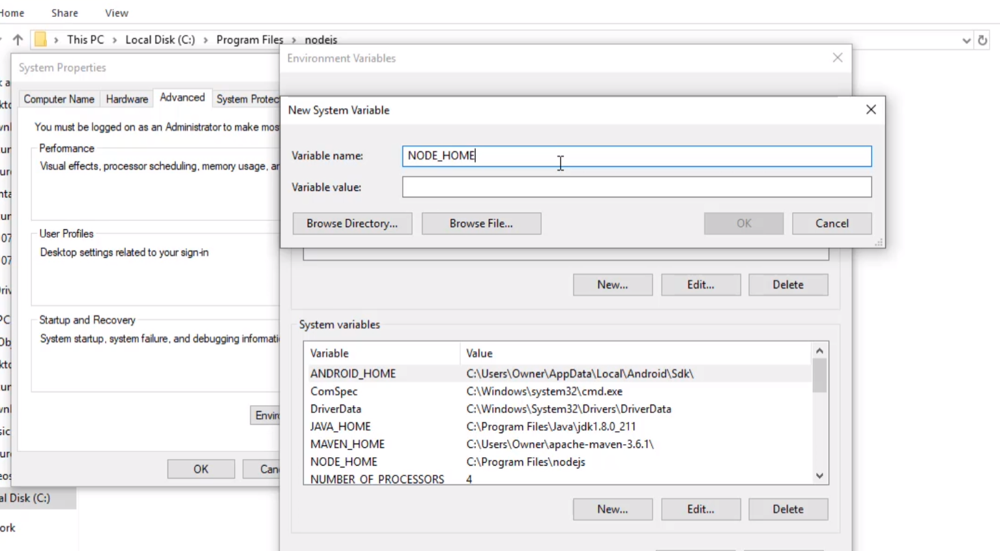 Home Share View
This PC > Local Disk (C:) > Program Files > nodejs
System Properties
Environment Variables
Computer Name Hardware Advanced System Protec
New System Variable
You must be logged on as an Administrator to make mos
Performance
Visual effects, processor scheduling, memory usage, an
Variable name: NODE_HOME
Variable value:
Browse Directory... Browse File... OK Cancel
User Profiles
Desktop settings related to your sign-in
New... Edit... Delete
Startup and Recovery
System startup, system failure, and debugging informati
System variables
Variable Value
ANDROID_HOME C:\Users\Owner\AppData\Local\Android\Sdk\
ComSpec C:\Windows\system32\cmd.exe
DriverData C:\Windows\System32\Drivers\DriverData
JAVA_HOME C:\Program Files\Java\jdk1.8.0_211
MAVEN_HOME C:\Users\Owner\apache-maven-3.6.1\
NODE_HOME C:\Program Files\nodejs
NUMBER_OF_PROCESSORS 4
Envir
OK Can
New... Edit... Delete
al Disk (C:)
ork